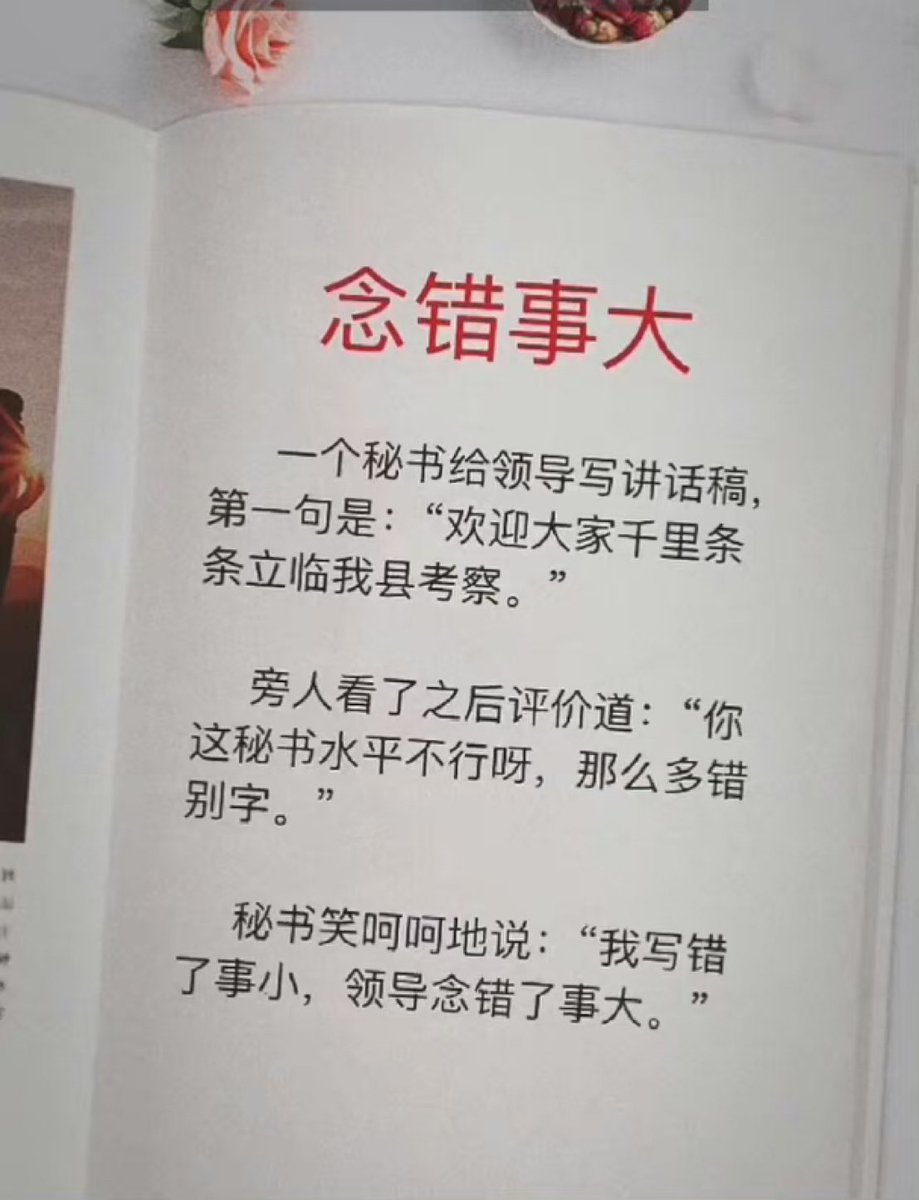 念错事大
一个秘书给领导写讲话稿，
第一句是：“欢迎大家千里条
条立临我县考察。”
旁人看了之后评价道：“你
这秘书水平不行呀，那么多错
别字。”
秘书笑呵呵地说：“我写错
了事小，领导念错了事大。”